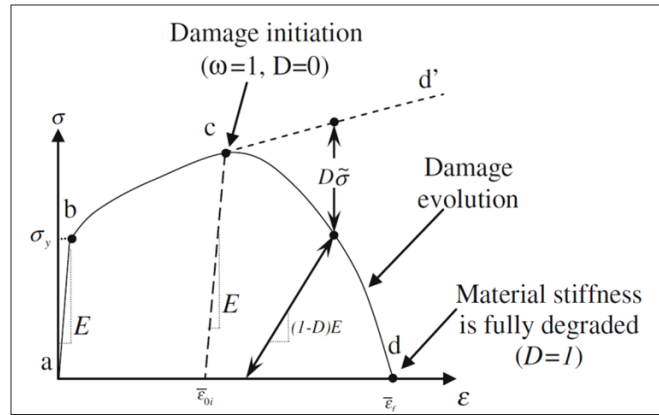 Damage initiation
(ω=1, D=0)
d'
σ
c
Dσ̃
Damage
evolution
b
σy
E
E
(1-D)E
Material stiffness
is fully degraded
(D=1)
d
a
ε̄0i
ε̄f
ε